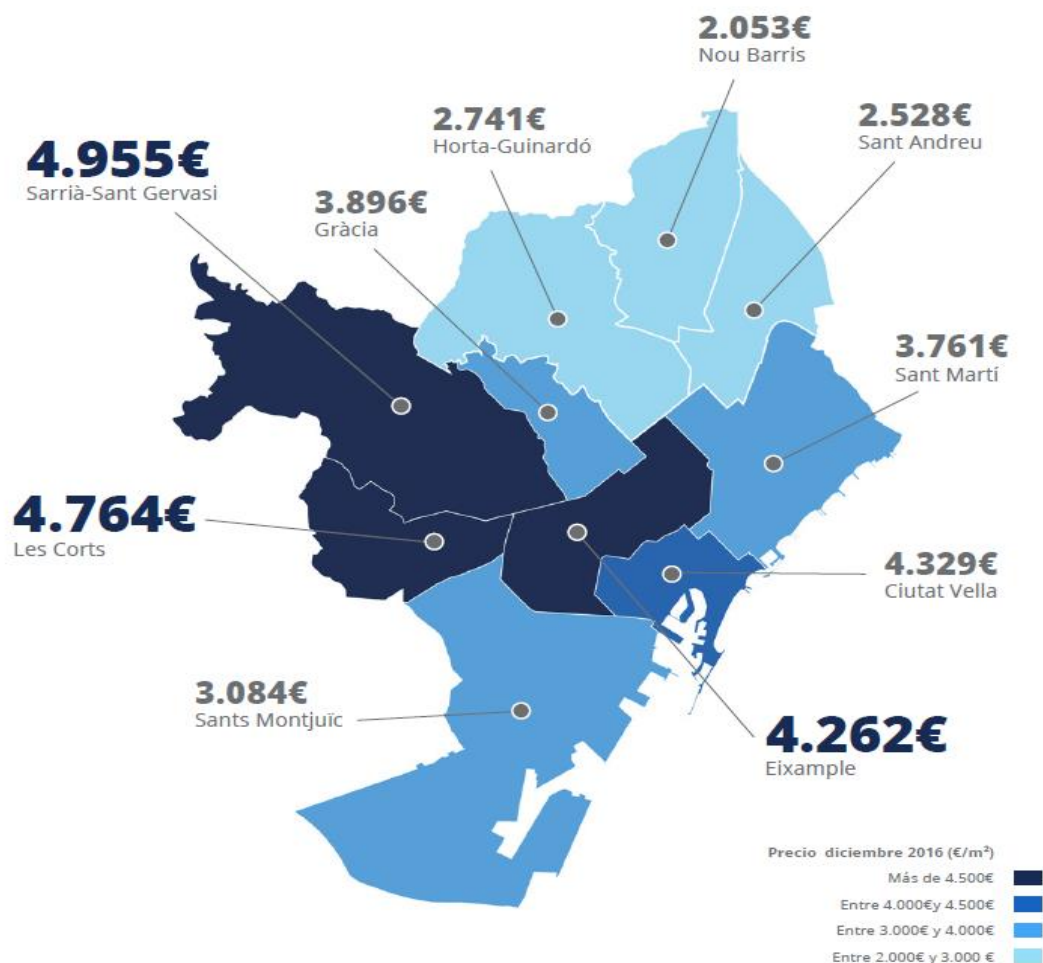 2.053€
Nou Barris
2.741€
Horta-Guinardó
2.528€
Sant Andreu
4.955€
Sarrià-Sant Gervasi
3.896€
Gràcia
3.761€
Sant Martí
4.764€
Les Corts
4.329€
Ciutat Vella
3.084€
Sants Montjuïc
4.262€
Eixample
Precio diciembre 2016 (€/m²)
Más de 4.500€
Entre 4.000€y 4.500€
Entre 3.000€ y 4.000€
Entre 2.000€ y 3.000 €